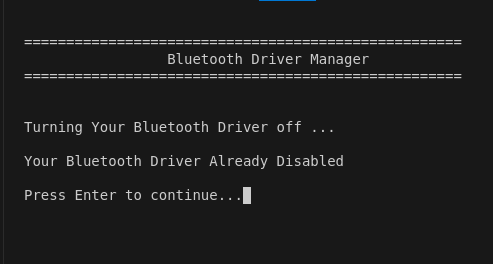 ====================================================
Bluetooth Driver Manager
====================================================
Turning Your Bluetooth Driver off ...
Your Bluetooth Driver Already Disabled
Press Enter to continue...